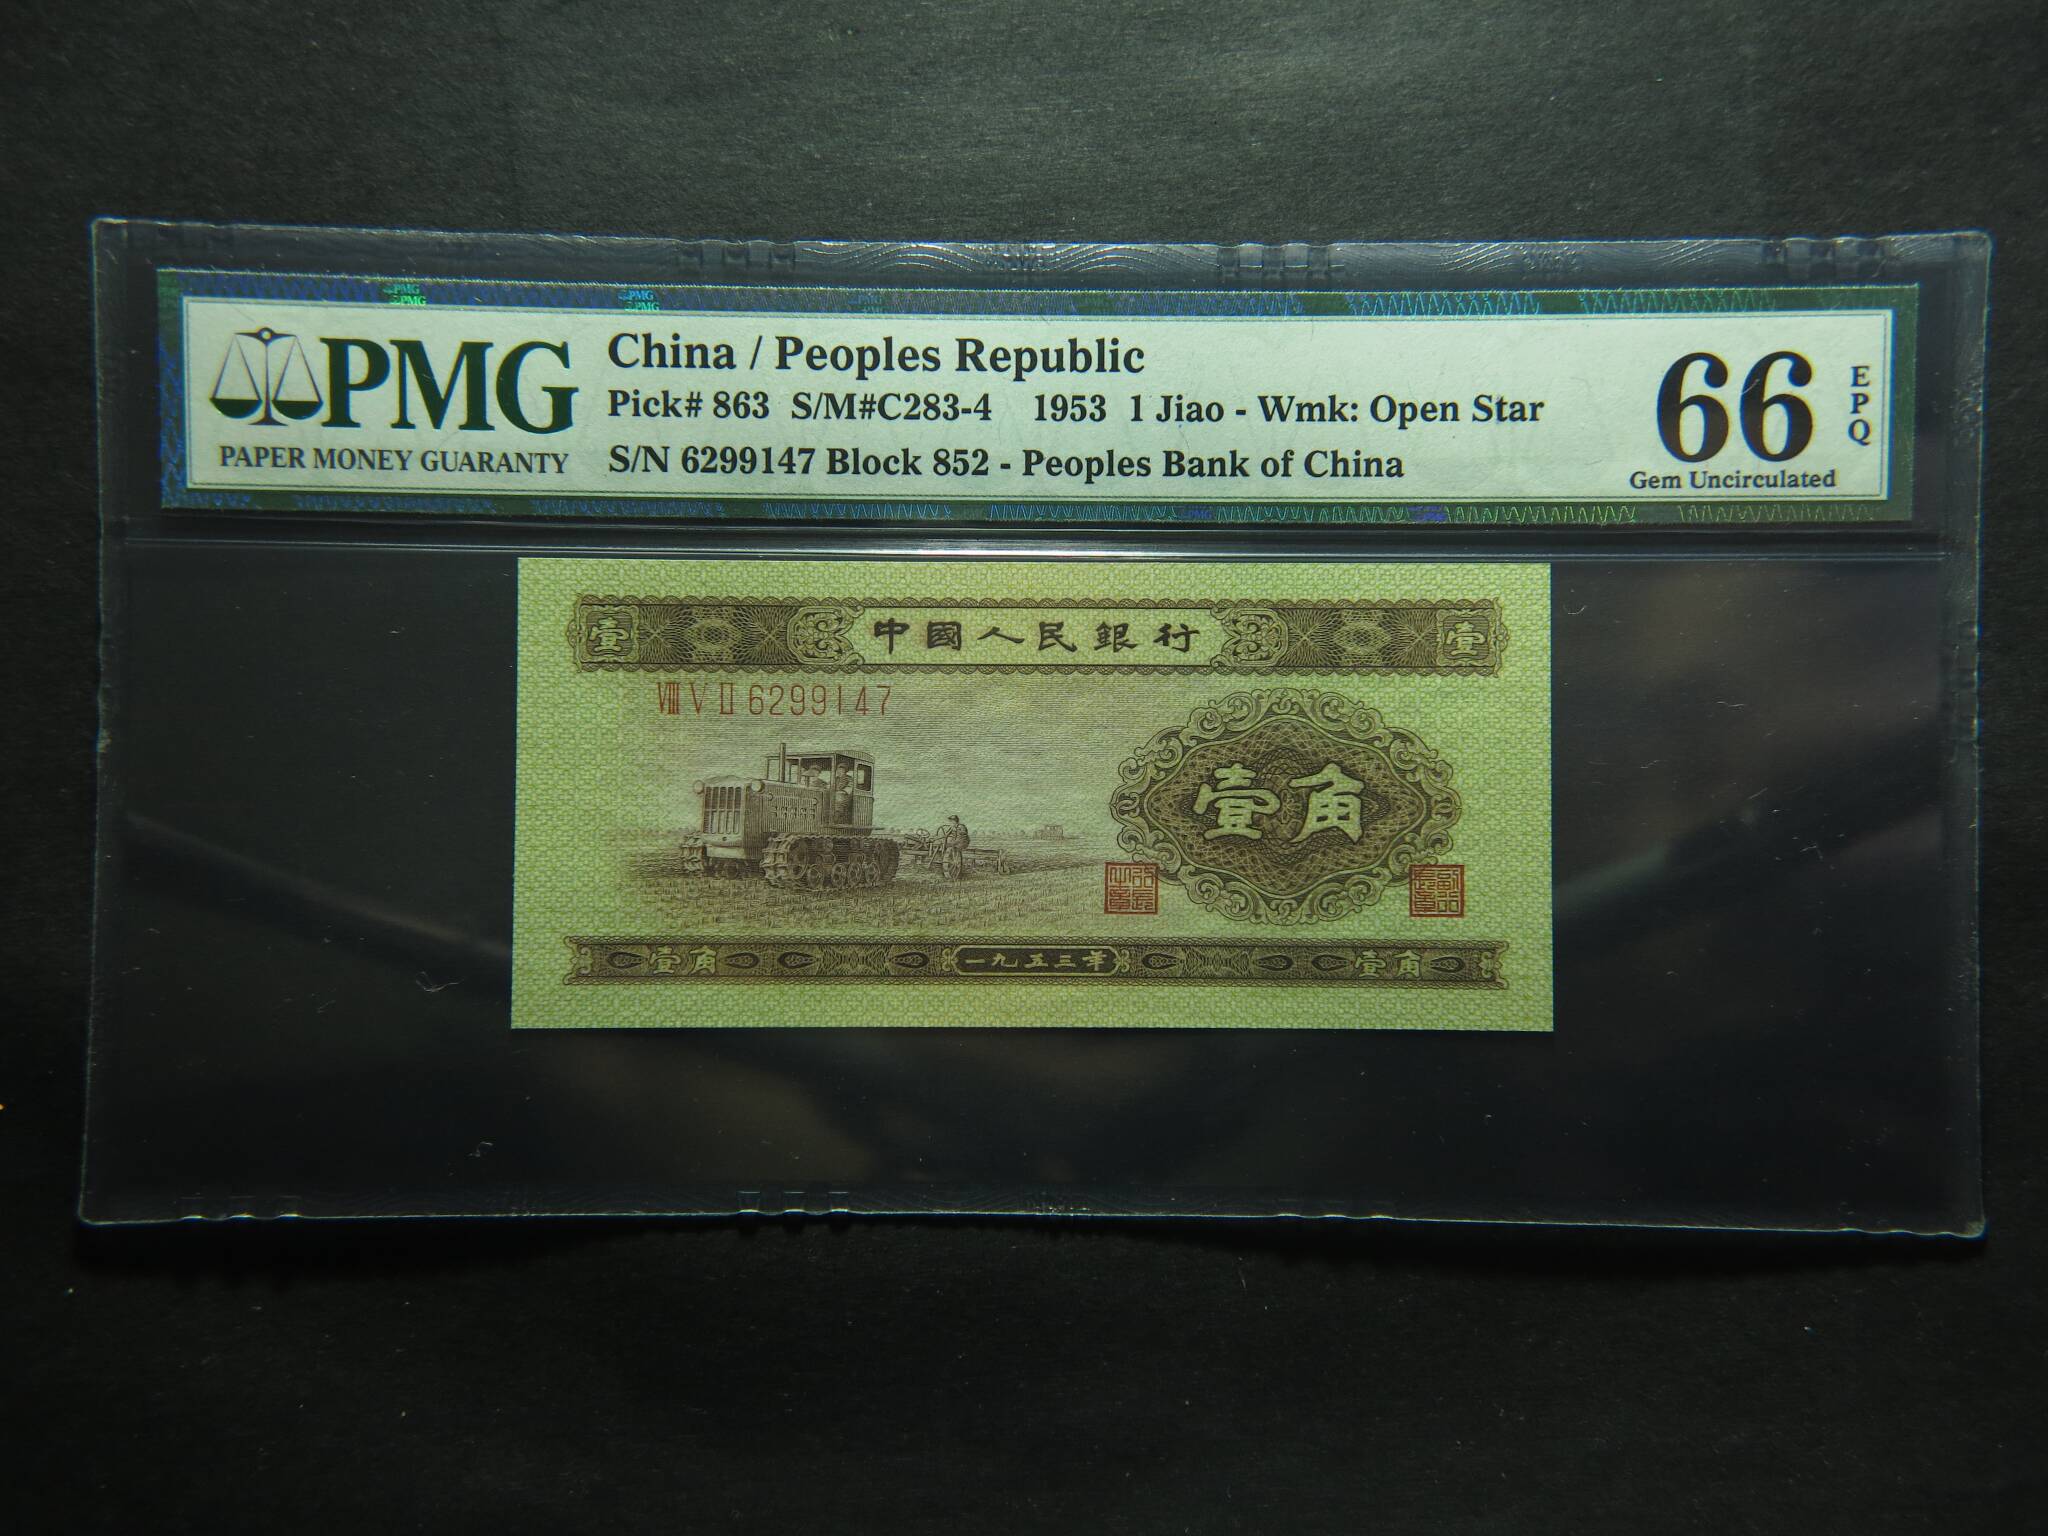 PMG
PAPER MONEY GUARANTY
China / Peoples Republic
Pick# 863 S/M#C283-4 1953 1 Jiao - Wmk: Open Star
S/N 6299147 Block 852 - Peoples Bank of China
66
EPQ
Gem Uncirculated
壹 中國人民銀行 壹
VIII V II 6299147
壹角
壹角 一九五三年 壹角